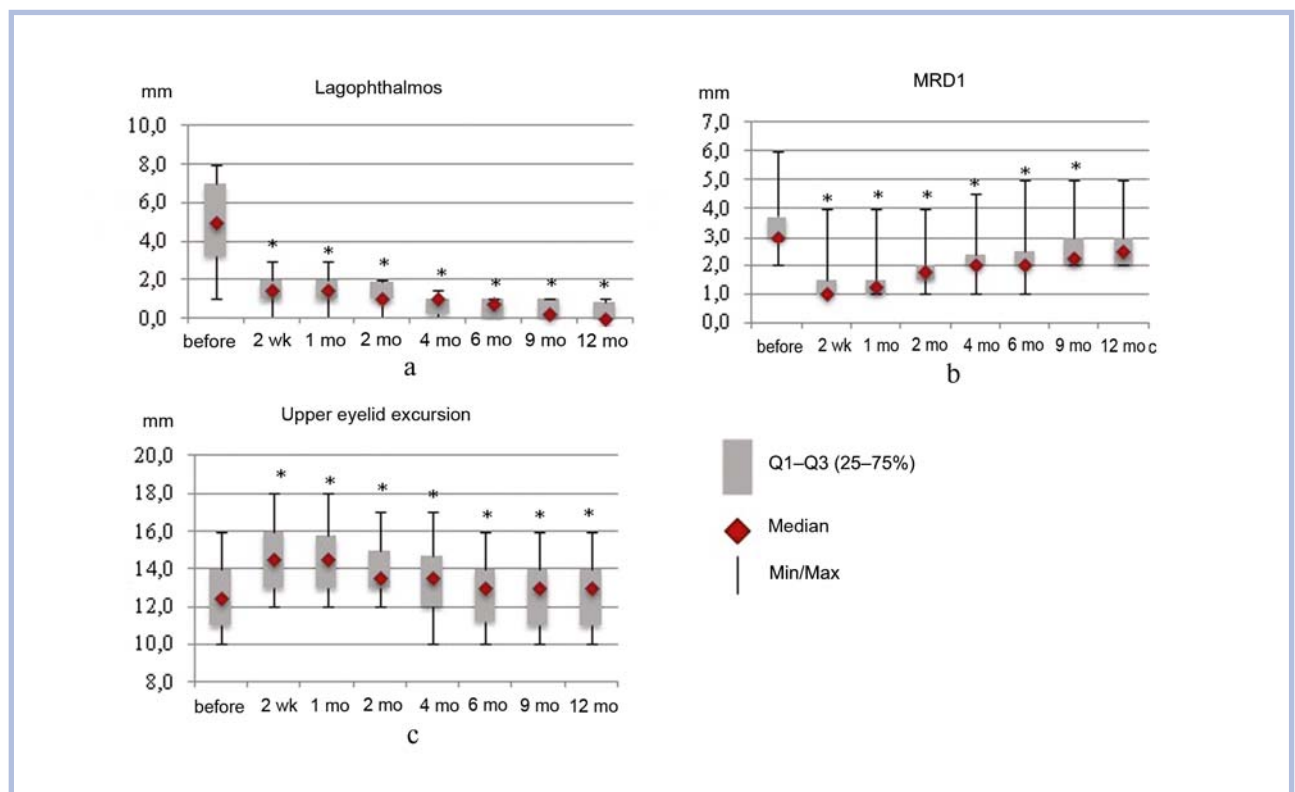 Lagophthalmos
mm
10,0
8,0
6,0
4,0
2,0
0,0
* * * * * * *
before 2 wk 1 mo 2 mo 4 mo 6 mo 9 mo 12 mo
a
MRD1
mm
7,0
6,0
5,0
4,0
3,0
2,0
1,0
0,0
* * * * * *
before 2 wk 1 mo 2 mo 4 mo 6 mo 9 mo 12 mo c
b
Upper eyelid excursion
mm
20,0
18,0
16,0
14,0
12,0
10,0
8,0
* * * * * * *
before 2 wk 1 mo 2 mo 4 mo 6 mo 9 mo 12 mo
c
Q1–Q3 (25–75%)
Median
Min/Max